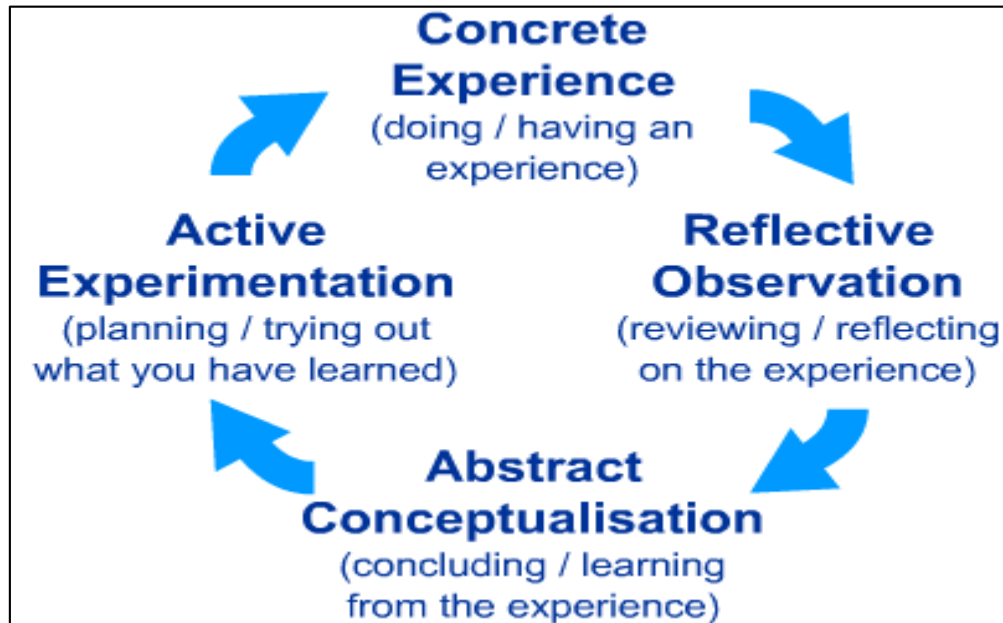 Concrete
Experience
(doing / having an
experience)
Active
Experimentation
(planning / trying out
what you have learned)
Reflective
Observation
(reviewing / reflecting
on the experience)
Abstract
Conceptualisation
(concluding / learning
from the experience)